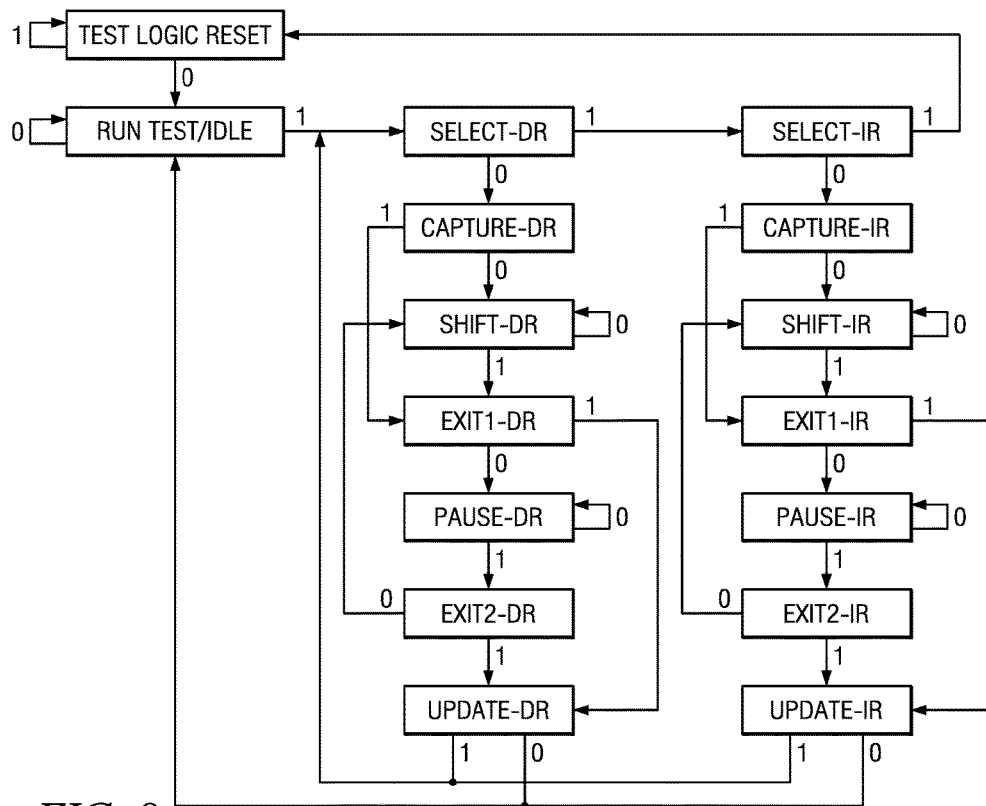 1
TEST LOGIC RESET
0
0
RUN TEST/IDLE
1
SELECT-DR
1
SELECT-IR
1
0
0
1
CAPTURE-DR
1
CAPTURE-IR
0
0
SHIFT-DR
0
SHIFT-IR
0
1
1
EXIT1-DR
1
EXIT1-IR
1
0
0
PAUSE-DR
0
PAUSE-IR
0
1
1
0
EXIT2-DR
0
EXIT2-IR
1
1
UPDATE-DR
UPDATE-IR
1
0
1
0